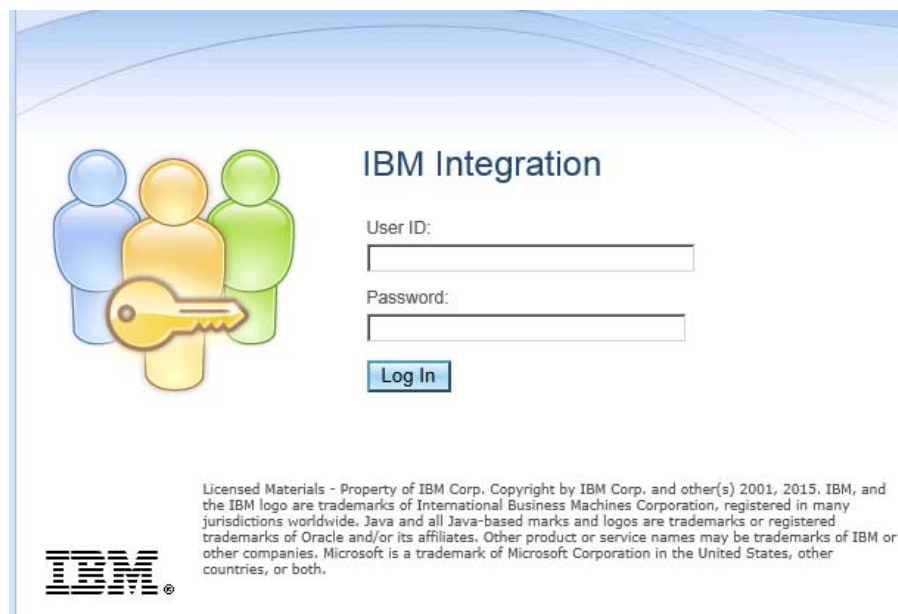 IBM Integration
User ID:
Password:
Log In
Licensed Materials - Property of IBM Corp. Copyright by IBM Corp. and other(s) 2001, 2015. IBM, and
the IBM logo are trademarks of International Business Machines Corporation, registered in many
jurisdictions worldwide. Java and all Java-based marks and logos are trademarks or registered
trademarks of Oracle and/or its affiliates. Other product or service names may be trademarks of IBM or
other companies. Microsoft is a trademark of Microsoft Corporation in the United States, other
countries, or both.
IBM®